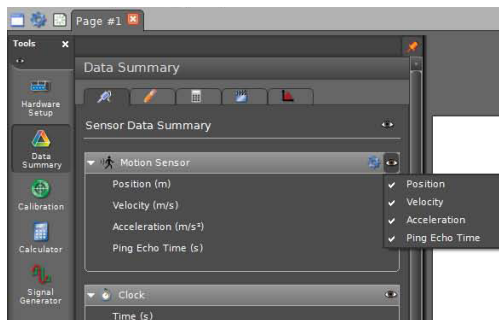 Page #1
Tools x
Data Summary
Hardware
Setup
Sensor Data Summary
Data
Summary
Motion Sensor
Position (m)
Velocity (m/s)
Acceleration (m/s²)
Ping Echo Time (s)
Position
Velocity
Acceleration
Ping Echo Time
Calibration
Calculator
Signal
Generator
Clock
Time (s)